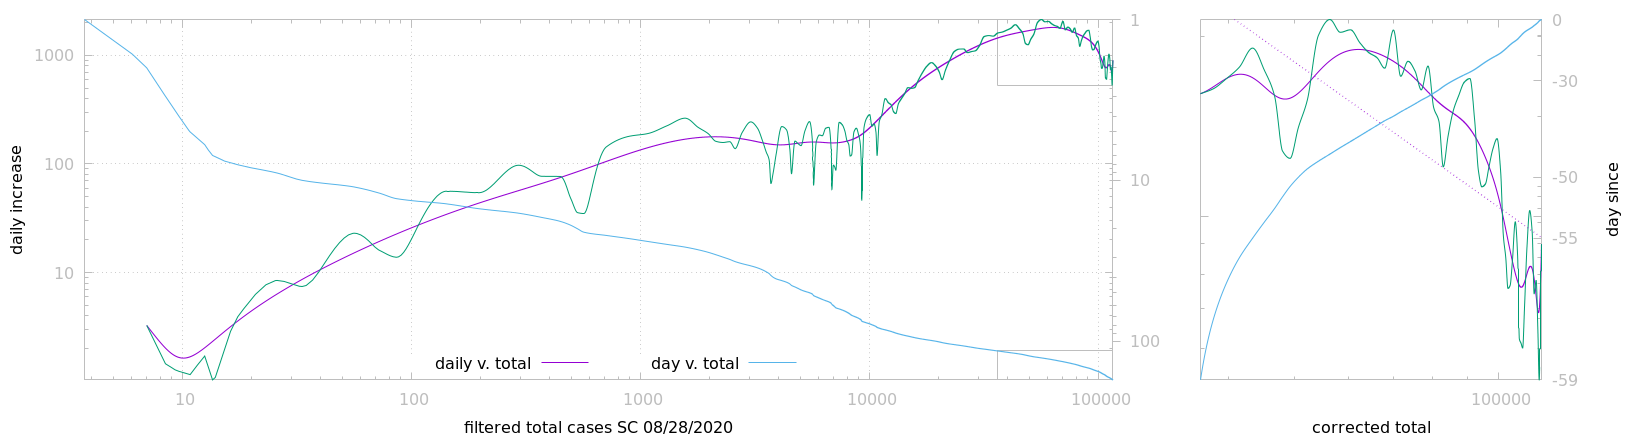 1000
100
10
daily increase
daily v. total
day v. total
10
100
1000
10000
100000
filtered total cases SC 08/28/2020
1
10
100
0
-30
-50
-55
-59
day since
100000
corrected total